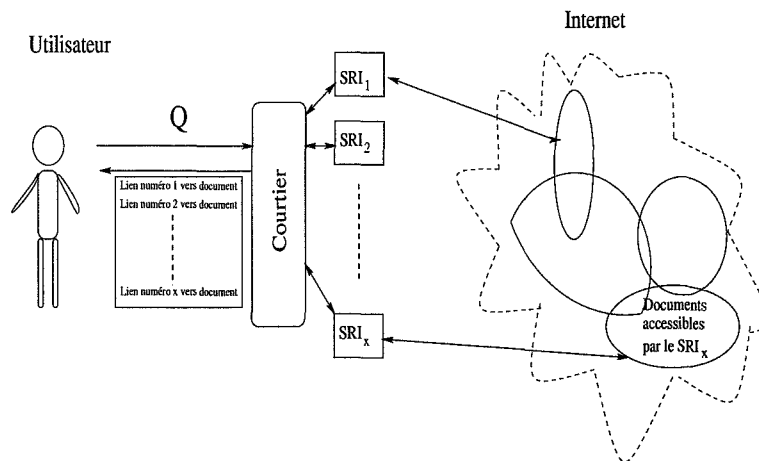 Internet
Utilisateur
SRI1
Q
SRI2
Lien numéro 1 vers document
Lien numéro 2 vers document
Courtier
Lien numéro x vers document
Documents
accessibles
par le SRIx
SRIx